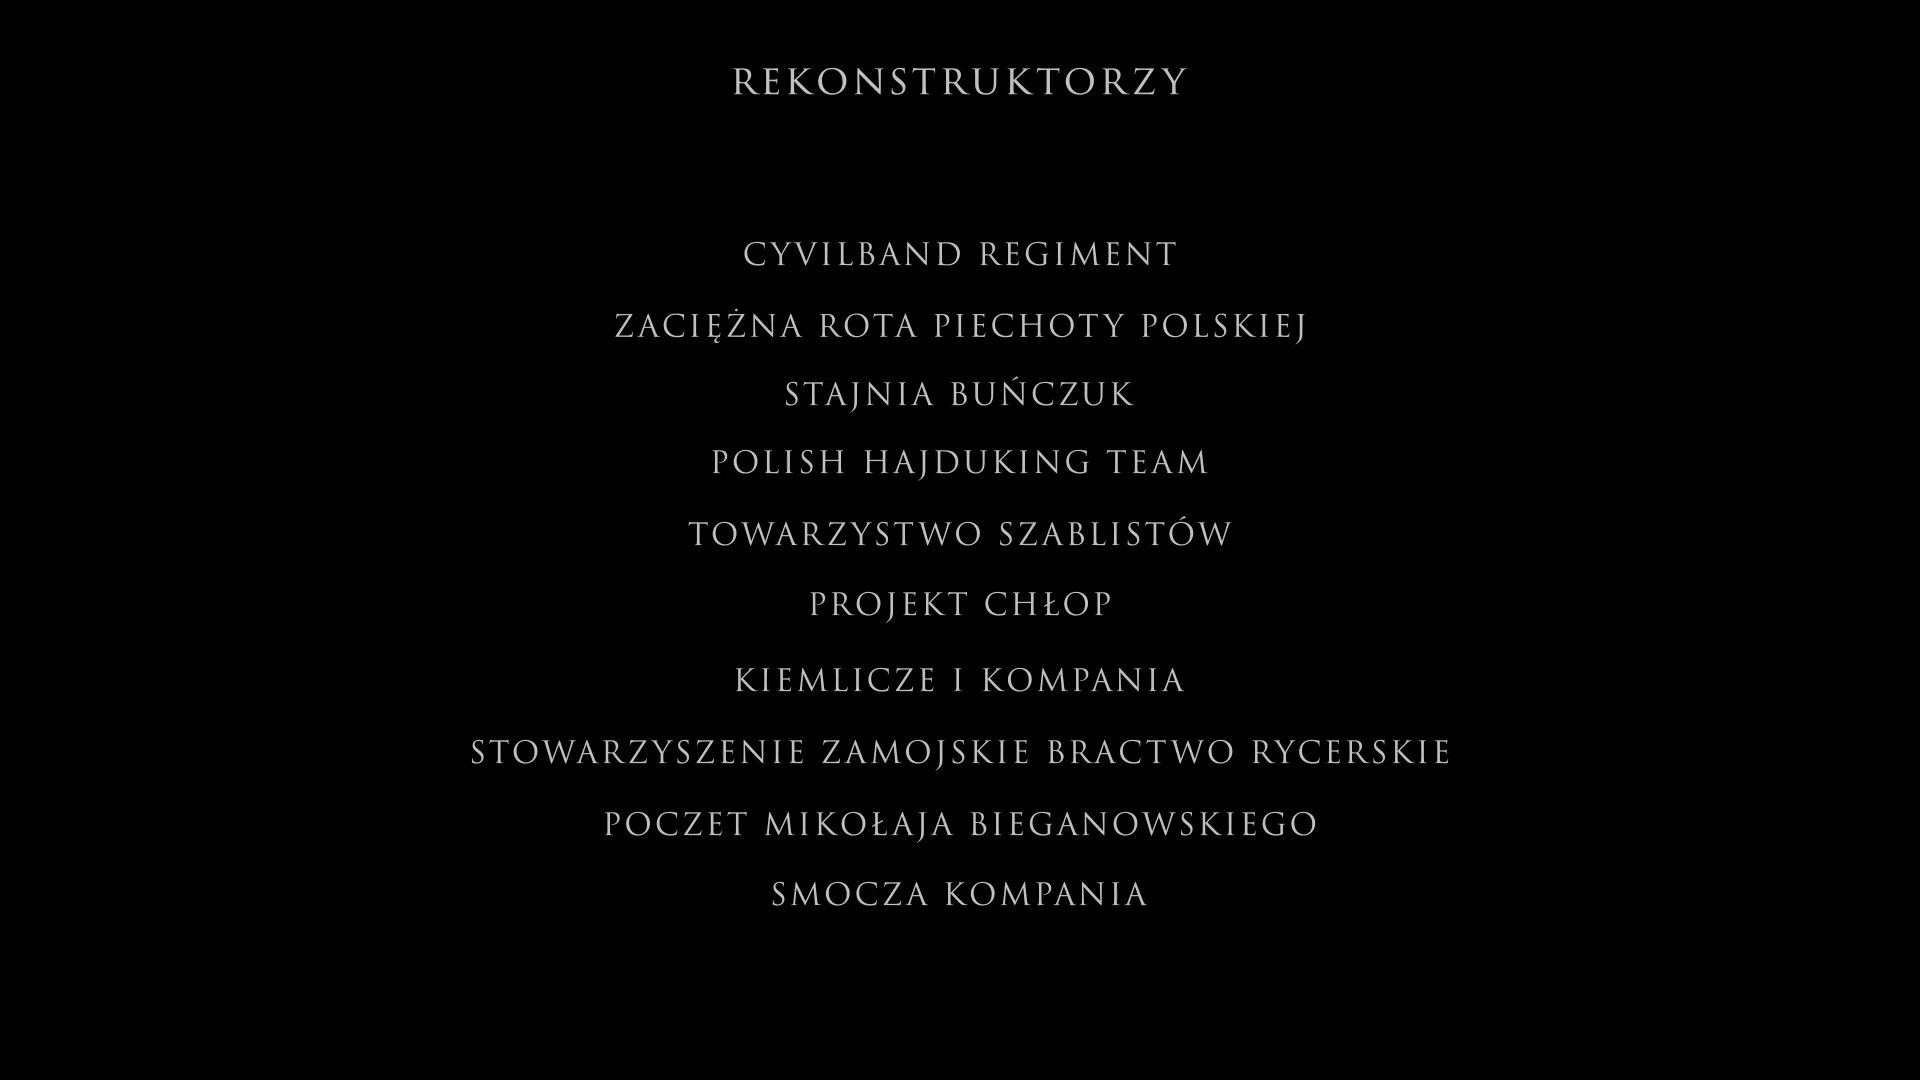 REKONSTRUKTORZY
CYVILBAND REGIMENT
ZACIĘŻNA ROTA PIECHOTY POLSKIEJ
STAJNIA BUŃCZUK
POLISH HAJDUKING TEAM
TOWARZYSTWO SZABLISTÓW
PROJEKT CHŁOP
KIEMLICZE I KOMPANIA
STOWARZYSZENIE ZAMOJSKIE BRACTWO RYCERSKIE
POCZET MIKOŁAJA BIEGANOWSKIEGO
SMOCZA KOMPANIA